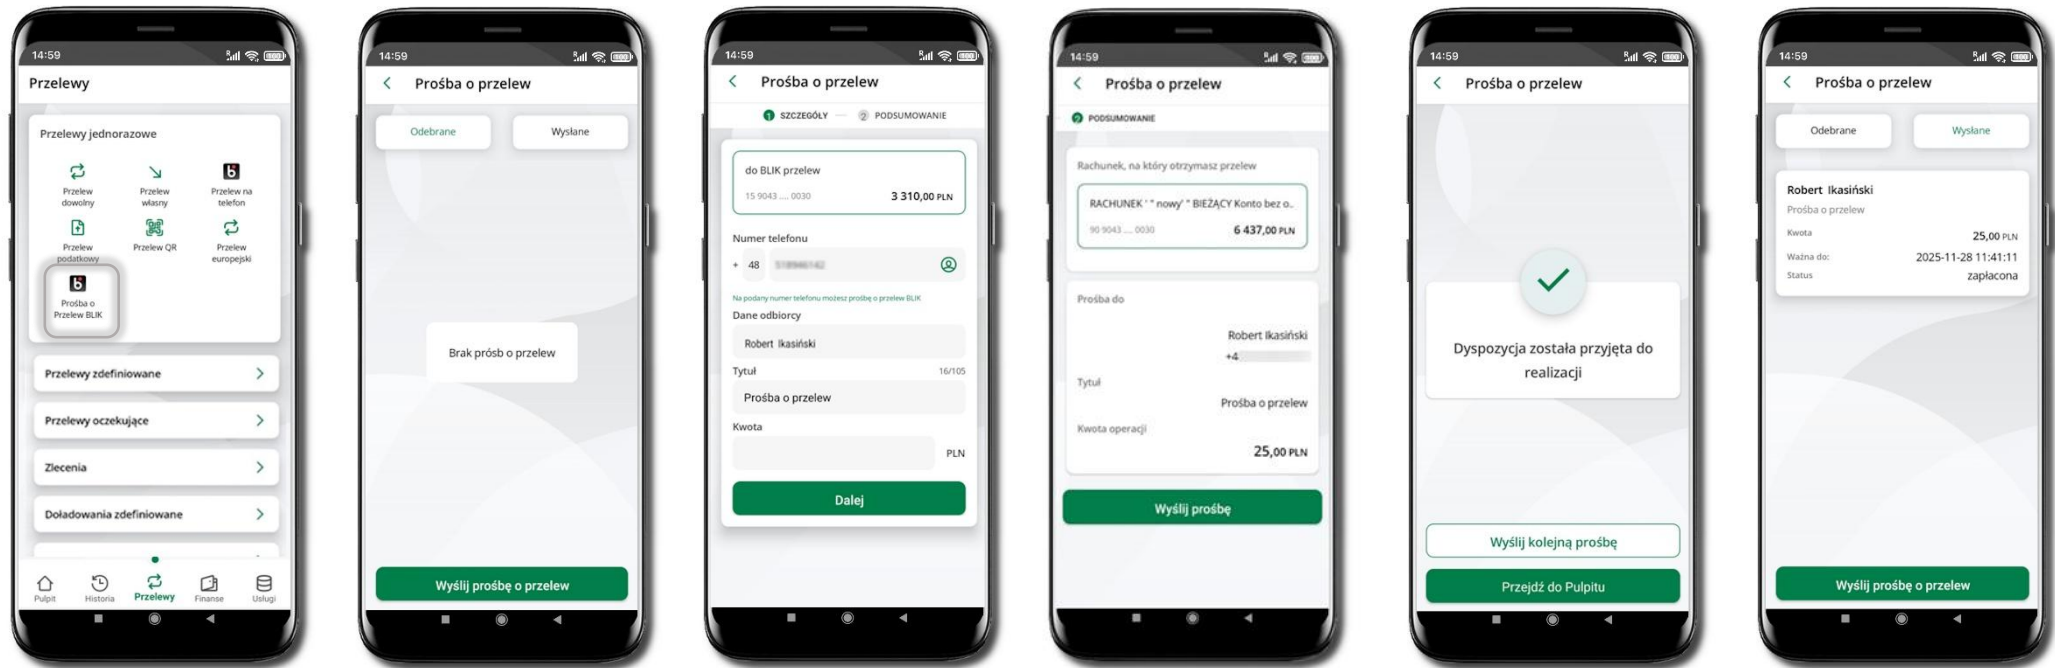 14:59
Przelewy
Przelewy jednorazowe
Przelew
dowolny
Przelew
własny
Przelew na
telefon
Przelew
podatkowy
Przelew QR
Przelew
europejski
Prośba o
Przelew BLIK
Przelewy zdefiniowane
Przelewy oczekujące
Zlecenia
Doładowania zdefiniowane
Pulpit
Historia
Przelewy
Finanse
Usługi
14:59
Prośba o przelew
Odebrane
Wysłane
Brak próśb o przelew
Wyślij prośbę o przelew
14:59
Prośba o przelew
1 SZCZEGÓŁY
2 PODSUMOWANIE
do BLIK przelew
15 9043 .... 0030 3 310,00 PLN
Numer telefonu
+ 48
Na podany numer telefonu możesz prośbę o przelew BLIK
Dane odbiorcy
Robert Ikasiński
Tytuł 16/105
Prośba o przelew
Kwota
PLN
Dalej
14:59
Prośba o przelew
2 PODSUMOWANIE
Rachunek, na który otrzymasz przelew
RACHUNEK ' " nowy' " BIEŻĄCY Konto bez o..
90 9043 .... 0030 6 437,00 PLN
Prośba do
Robert Ikasiński
+4
Tytuł
Prośba o przelew
Kwota operacji
25,00 PLN
Wyślij prośbę
14:59
Prośba o przelew
Dyspozycja została przyjęta do
realizacji
Wyślij kolejną prośbę
Przejdź do Pulpitu
14:59
Prośba o przelew
Odebrane
Wysłane
Robert Ikasiński
Prośba o przelew
Kwota 25,00 PLN
Ważna do: 2025-11-28 11:41:11
Status zapłacona
Wyślij prośbę o przelew